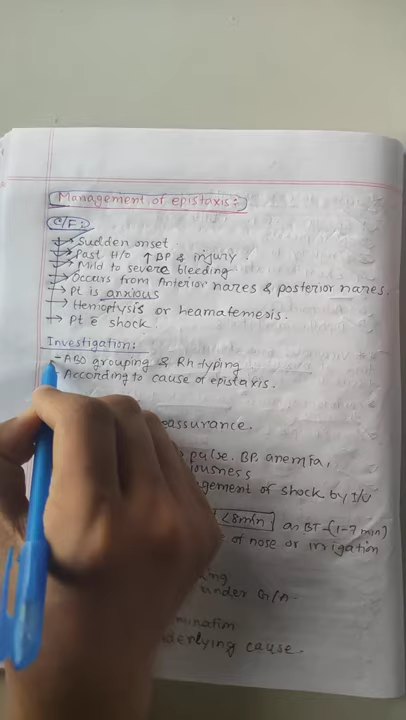 Management of epistaxis:
C/F:
→ Sudden onset
→ Past H/o ↑ BP & injury.
→ Mild to severe bleeding
→ Occurs from Anterior nares & posterior nares.
→ Pt is anxious
→ Hemoptysis or heamatemesis.
→ Pt ē shock.
Investigation:
- ABO grouping & Rh typing
- According to cause of epistaxis.
eassurance.
pulse. BP, anemia,
iousness
gement of shock by I/V
<8min as BT-(1-7 min)
of nose or irrigation
ng
under G/A
mination
derlying cause.